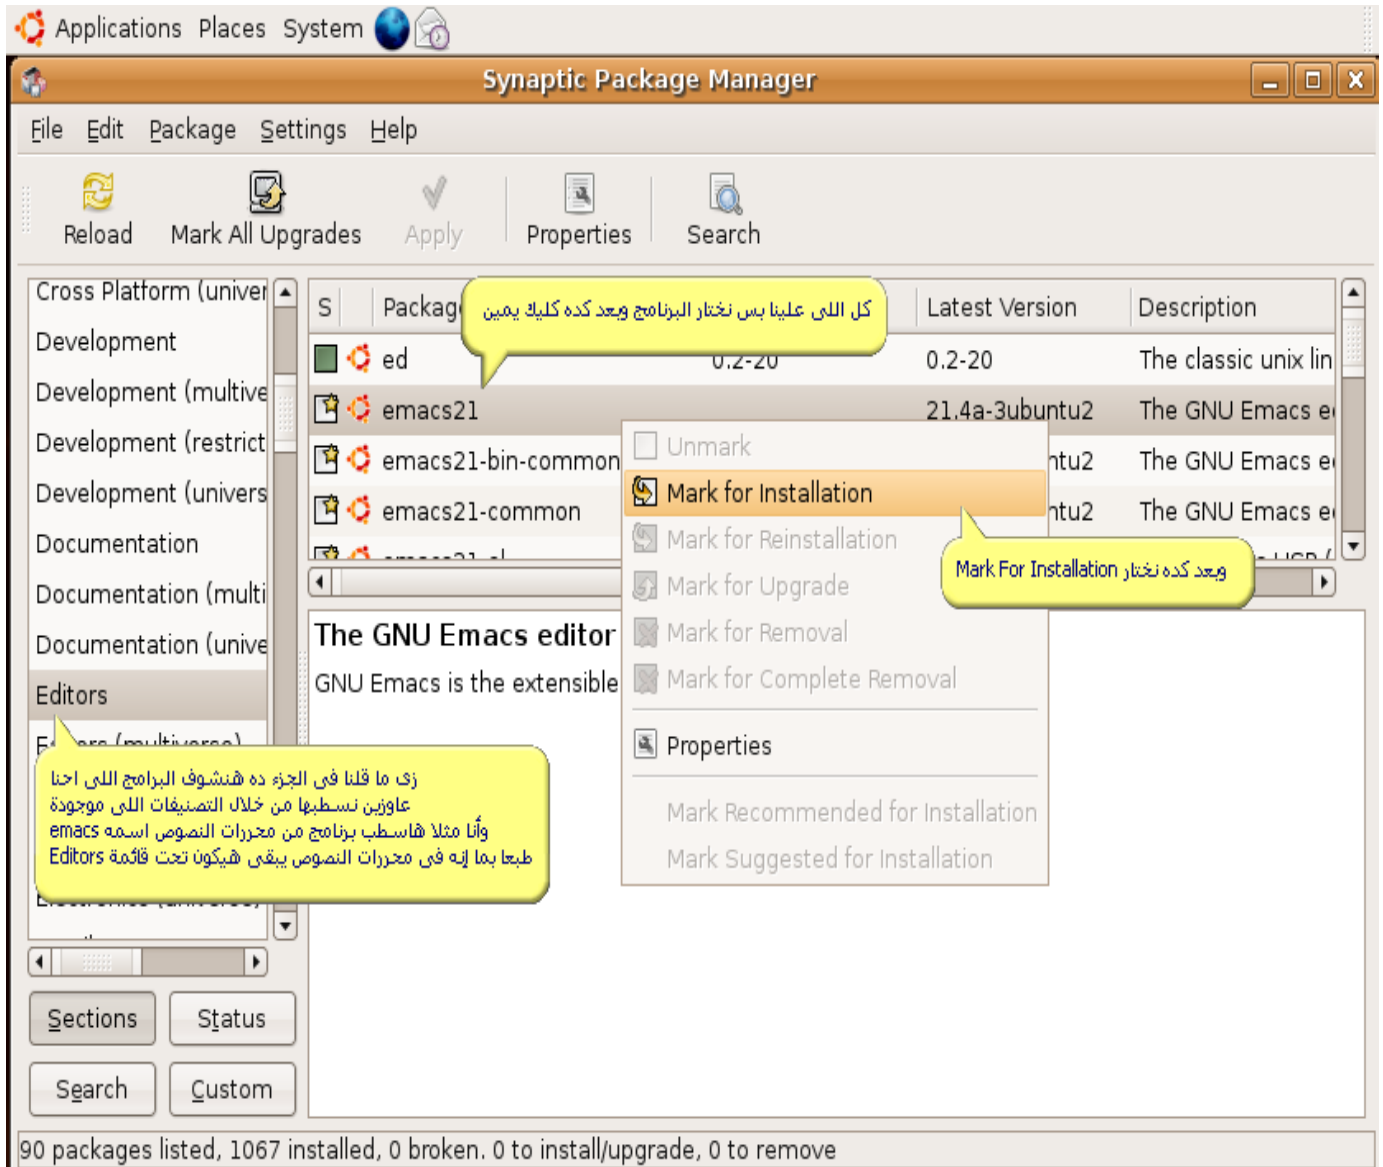 Applications Places System
Synaptic Package Manager
File Edit Package Settings Help
Reload Mark All Upgrades Apply Properties Search
Cross Platform (univer
Development
Development (multive
Development (restrict
Development (univers
Documentation
Documentation (multi
Documentation (unive
Editors
زى ما قلنا فى الجزء ده هنشوف البرامج اللى احنا
عاوزين نسطبها من خلال التصنيفات اللى موجودة
وأنا مثلا هاسطب برنامج من محررات النصوص اسمه emacs
طبعا بما إنه فى محررات النصوص يبقى هيكون تحت قائمة Editors
Sections Status
Search Custom
S Packag Latest Version Description
كل اللى علينا بس نختار البرنامج وبعد كده كليك يمين
ed 0.2-20 0.2-20 The classic unix lin
emacs21 21.4a-3ubuntu2 The GNU Emacs e
emacs21-bin-common ntu2 The GNU Emacs e
emacs21-common ntu2 The GNU Emacs e
Unmark
Mark for Installation
Mark for Reinstallation
Mark for Upgrade
Mark for Removal
Mark for Complete Removal
Properties
Mark Recommended for Installation
Mark Suggested for Installation
وبعد كده نختار Mark For Installation
The GNU Emacs editor
GNU Emacs is the extensible
90 packages listed, 1067 installed, 0 broken. 0 to install/upgrade, 0 to remove